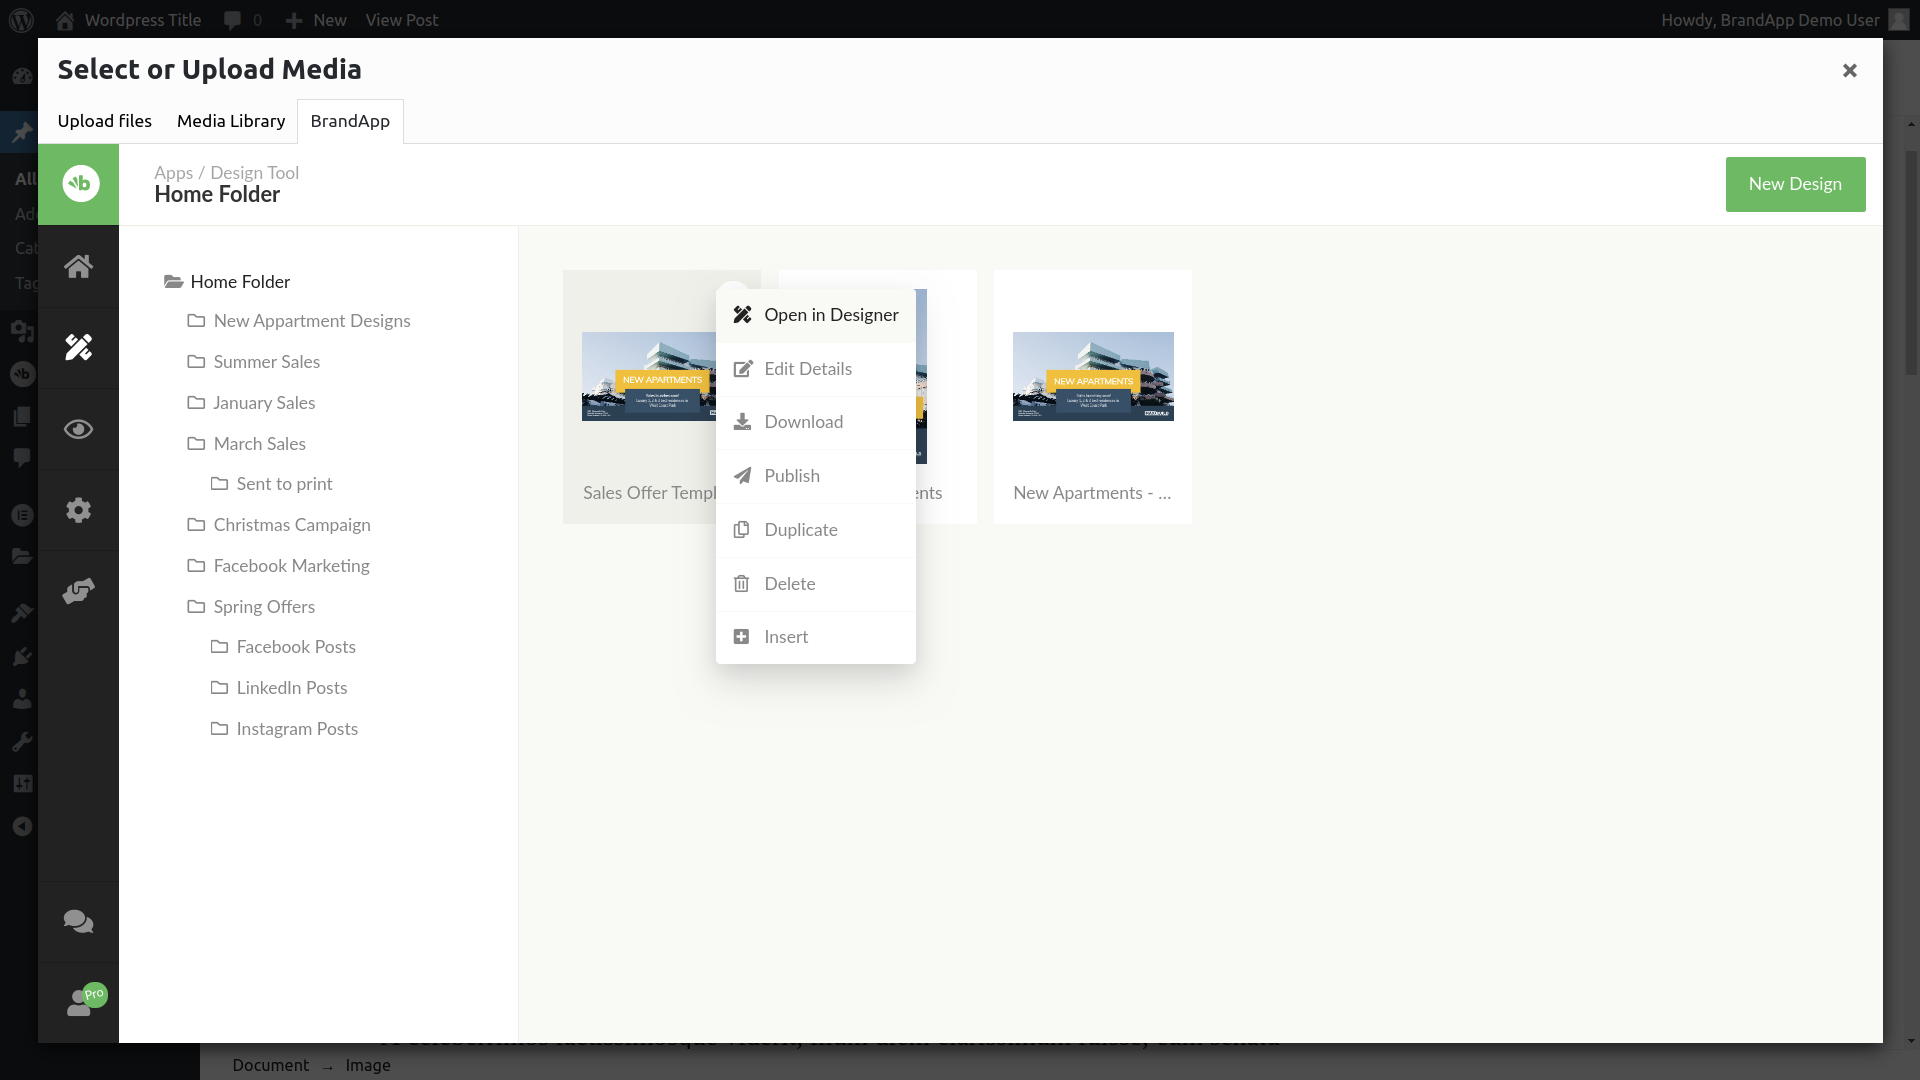 Wordpress Title 0 New View Post Howdy, BrandApp Demo User
Select or Upload Media
Upload files Media Library BrandApp
Apps / Design Tool
Home Folder
New Design
All
Home Folder
New Appartment Designs
Summer Sales
January Sales
March Sales
Sent to print
Christmas Campaign
Facebook Marketing
Spring Offers
Facebook Posts
LinkedIn Posts
Instagram Posts
NEW APARTMENTS
Sales Offer Templ
Open in Designer
Edit Details
Download
Publish
Duplicate
Delete
Insert
NEW APARTMENTS
New Apartments - ...
Pro
Document → Image